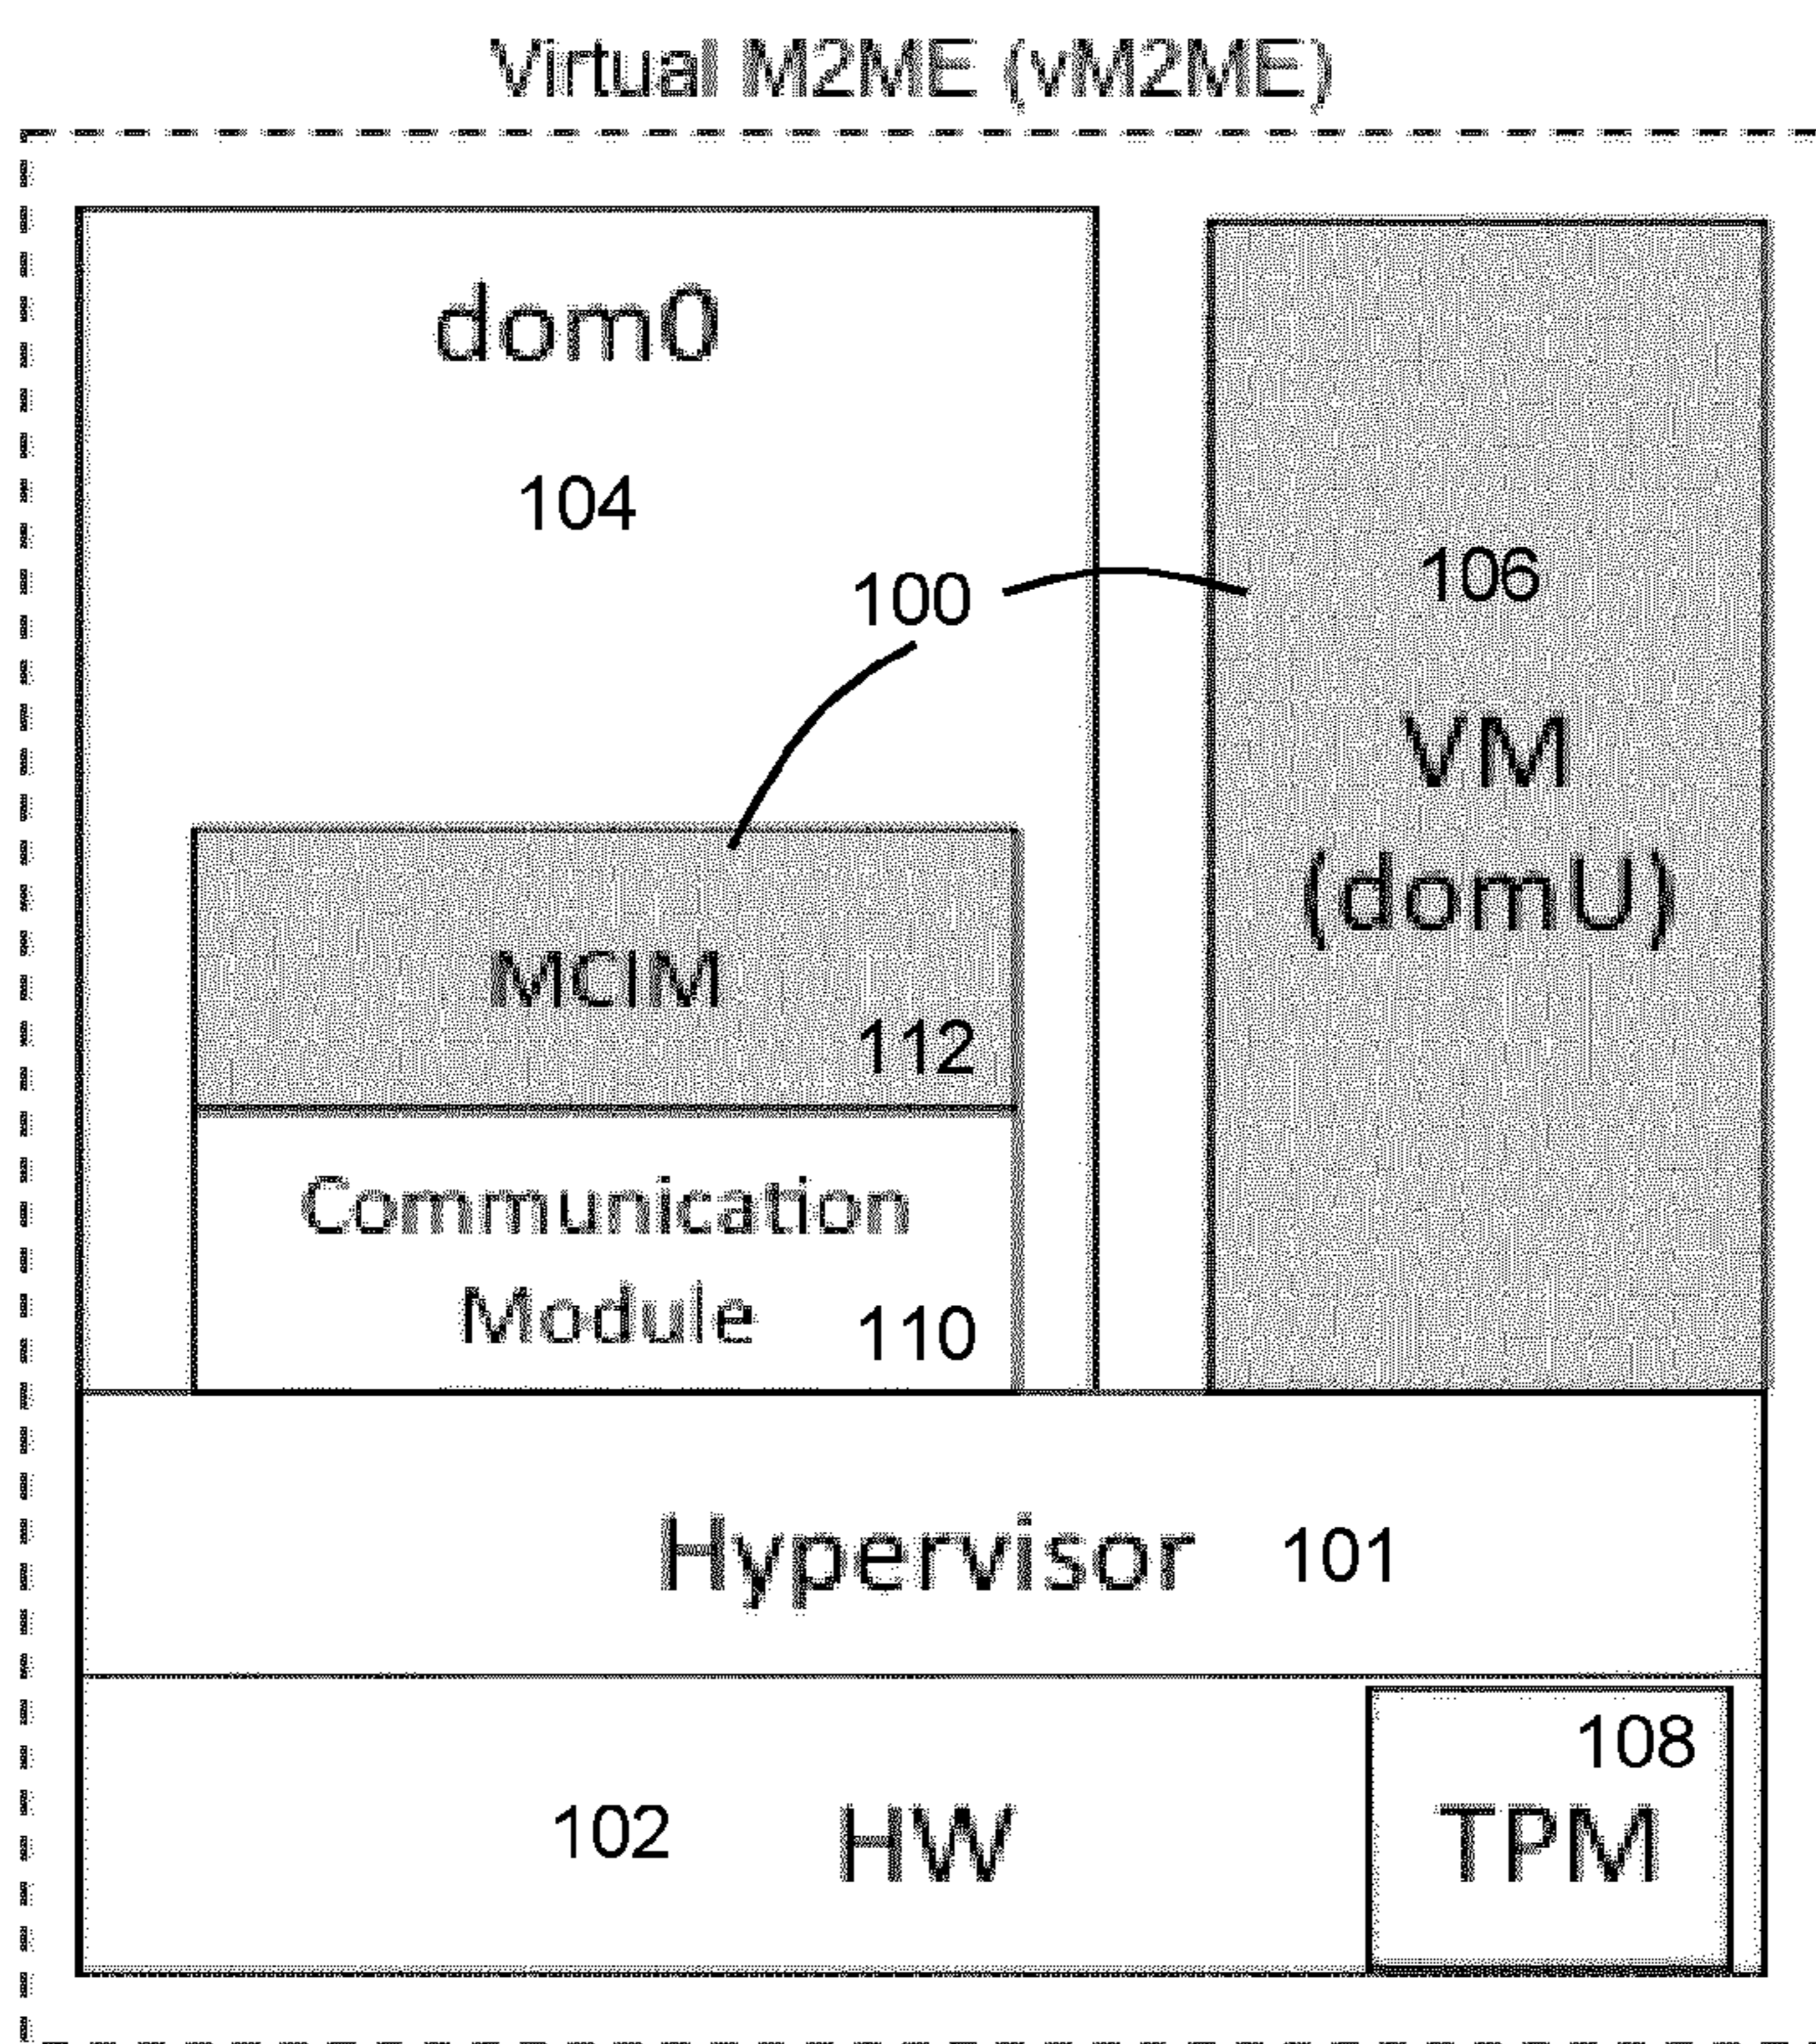 Virtual M2ME (vM2ME)
dom0
104
100
106
VM
(domU)
MCIM
112
Communication
Module
110
Hypervisor 101
108
102 HW
TPM